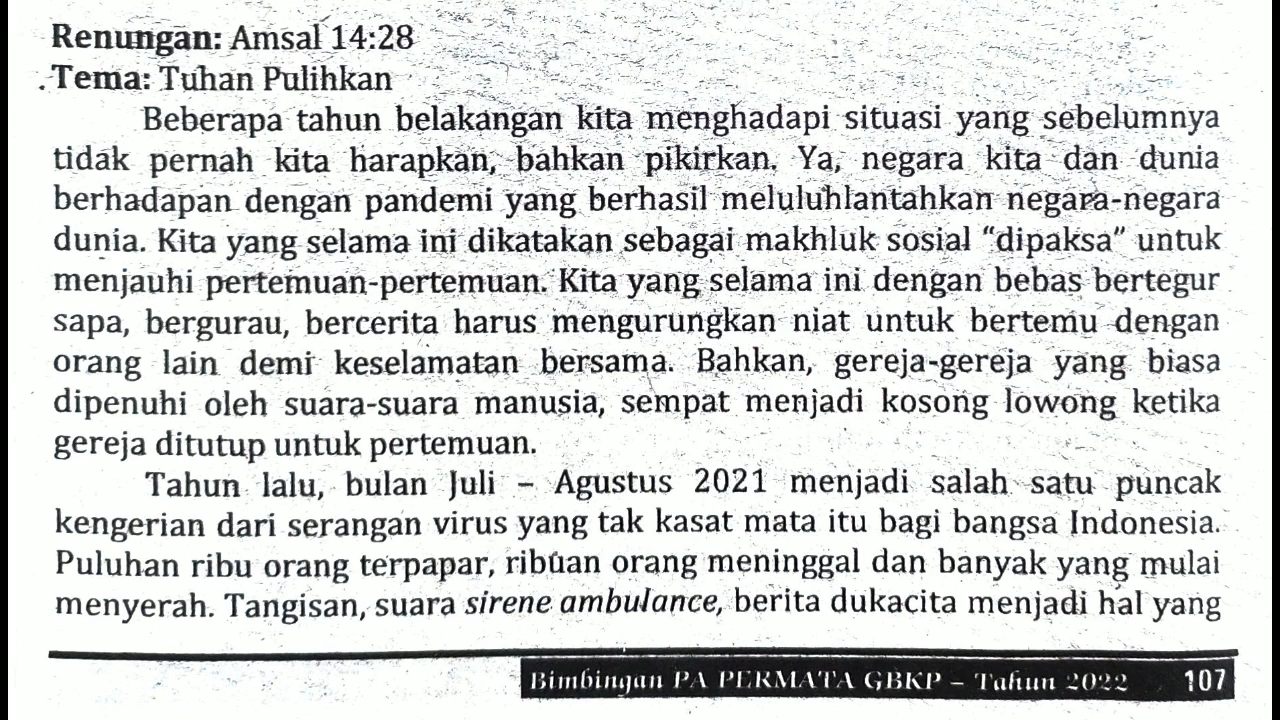 Renungan: Amsal 14:28
Tema: Tuhan Pulihkan
Beberapa tahun belakangan kita menghadapi situasi yang sebelumnya
tidak pernah kita harapkan, bahkan pikirkan. Ya, negara kita dan dunia
berhadapan dengan pandemi yang berhasil meluluhlantahkan negara-negara
dunia. Kita yang selama ini dikatakan sebagai makhluk sosial “dipaksa” untuk
menjauhi pertemuan-pertemuan. Kita yang selama ini dengan bebas bertegur
sapa, bergurau, bercerita harus mengurungkan niat untuk bertemu dengan
orang lain demi keselamatan bersama. Bahkan, gereja-gereja yang biasa
dipenuhi oleh suara-suara manusia, sempat menjadi kosong lowong ketika
gereja ditutup untuk pertemuan.
Tahun lalu, bulan Juli – Agustus 2021 menjadi salah satu puncak
kengerian dari serangan virus yang tak kasat mata itu bagi bangsa Indonesia.
Puluhan ribu orang terpapar, ribuan orang meninggal dan banyak yang mulai
menyerah. Tangisan, suara sirene ambulance, berita dukacita menjadi hal yang
Bimbingan PA PERMATA GBKP – Tahun 2022 107